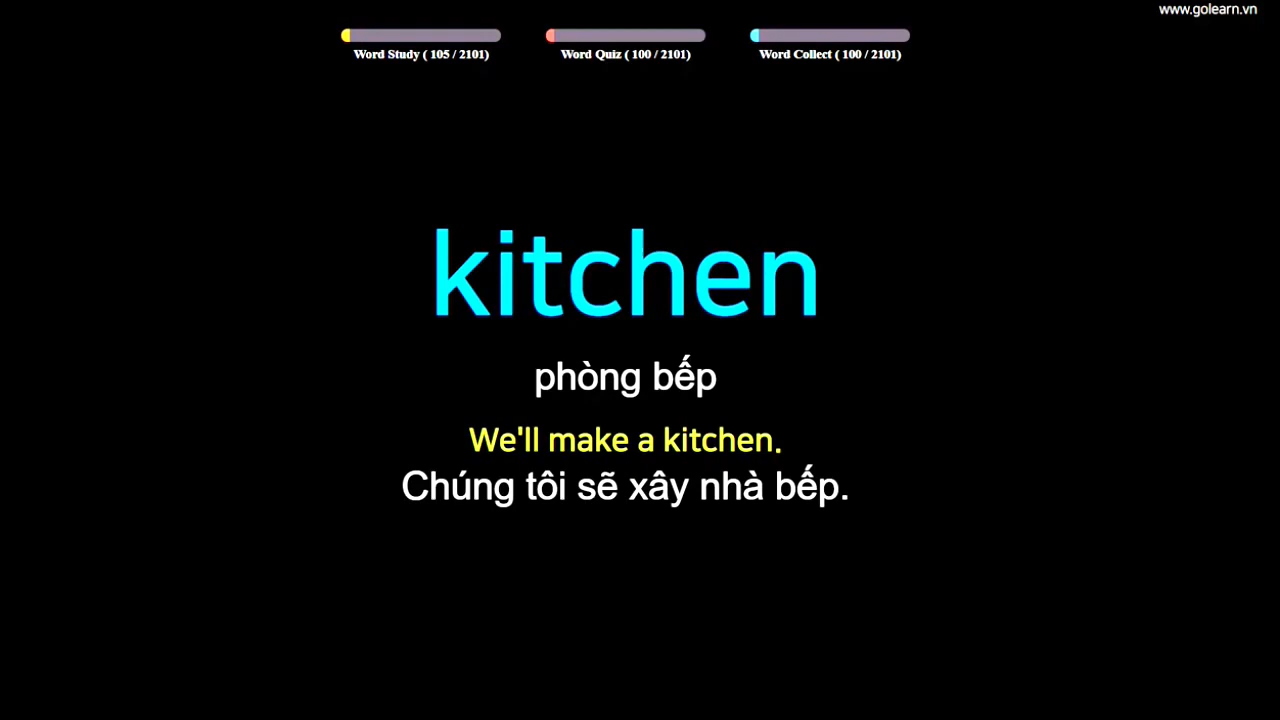 www.golearn.vn
Word Study ( 105 / 2101)
Word Quiz ( 100 / 2101)
Word Collect ( 100 / 2101)
kitchen
phòng bếp
We'll make a kitchen.
Chúng tôi sẽ xây nhà bếp.